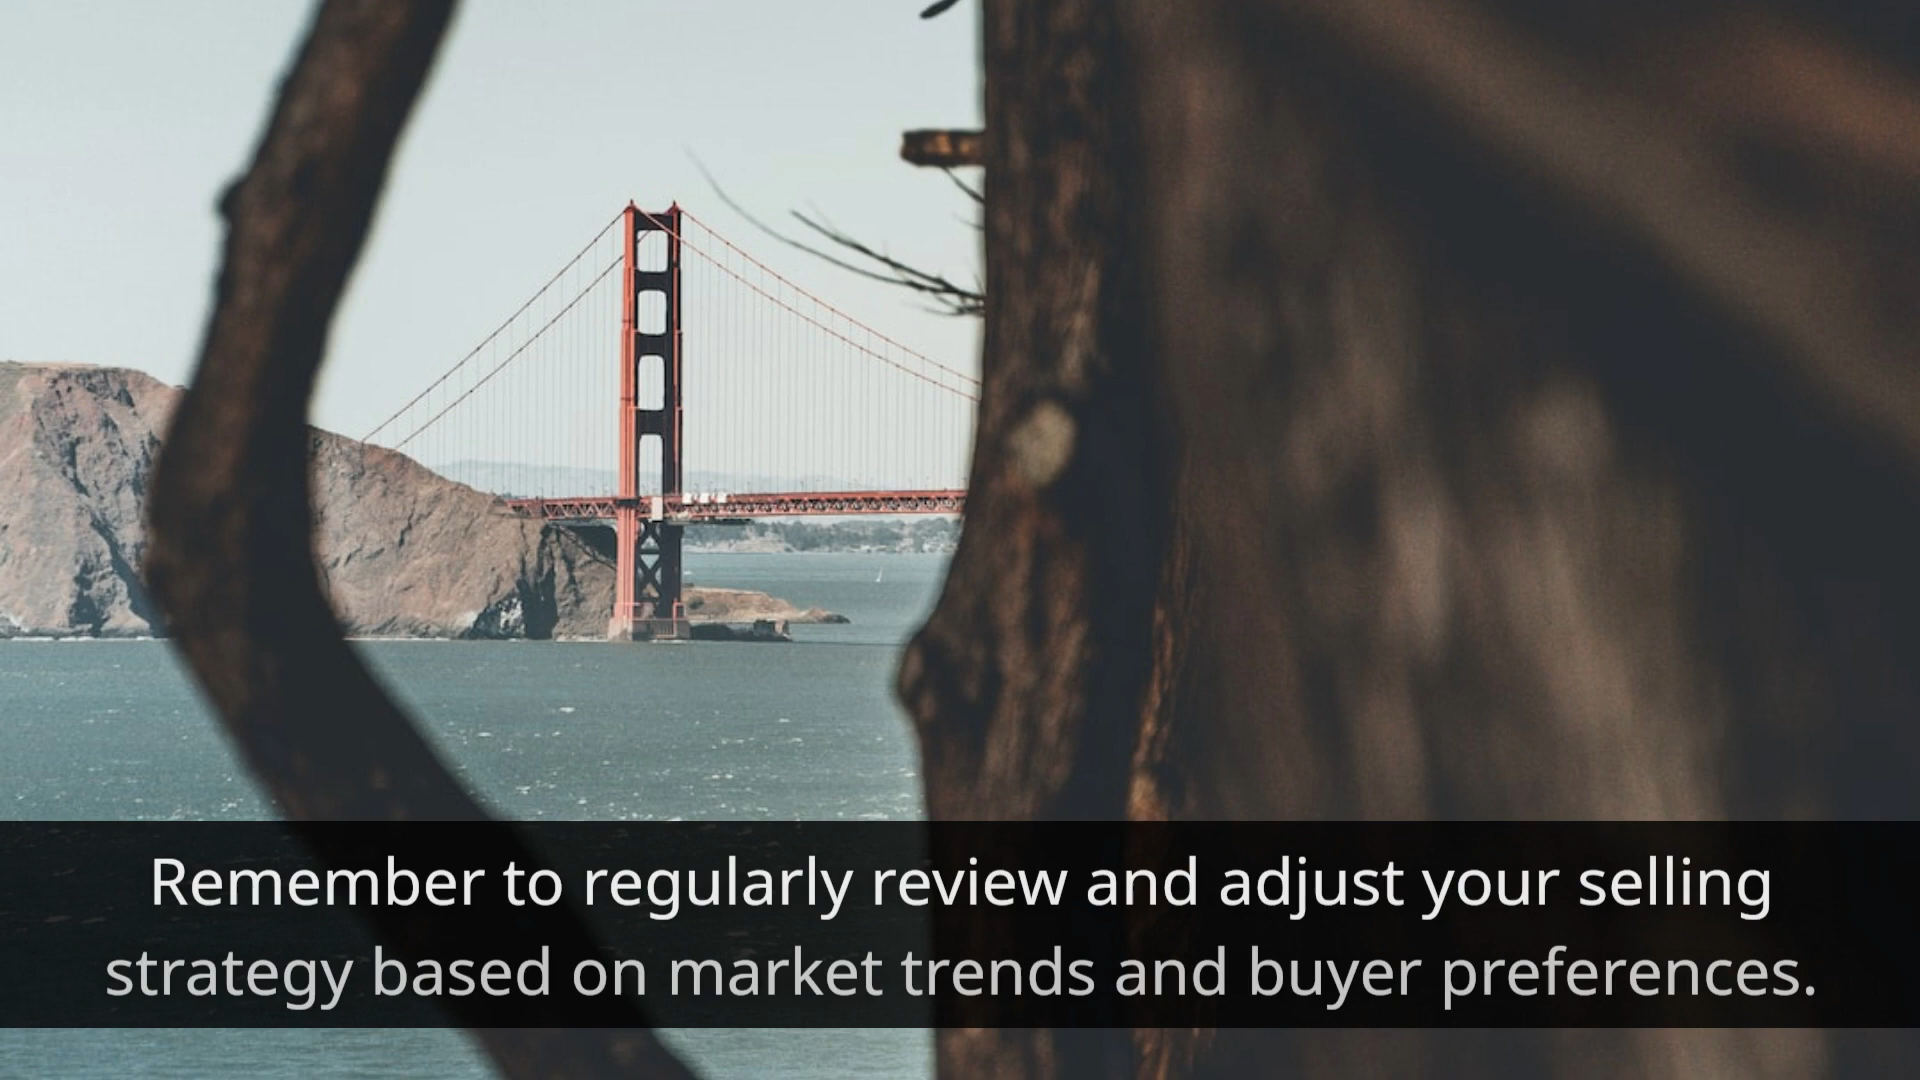 Remember to regularly review and adjust your selling
strategy based on market trends and buyer preferences.